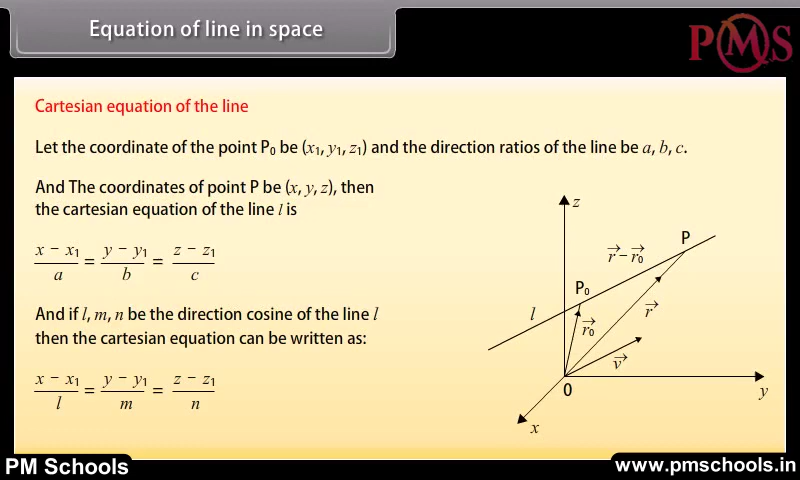 Equation of line in space
PMS
Cartesian equation of the line
Let the coordinate of the point P₀ be (x₁, y₁, z₁) and the direction ratios of the line be a, b, c.
And The coordinates of point P be (x, y, z), then
the cartesian equation of the line l is
(x − x₁)/a = (y − y₁)/b = (z − z₁)/c
And if l, m, n be the direction cosine of the line l
then the cartesian equation can be written as:
(x − x₁)/l = (y − y₁)/m = (z − z₁)/n
z
P
r⃗ − r⃗₀
P₀
l
r⃗
r⃗₀
v⃗
0
y
x
PM Schools
www.pmschools.in